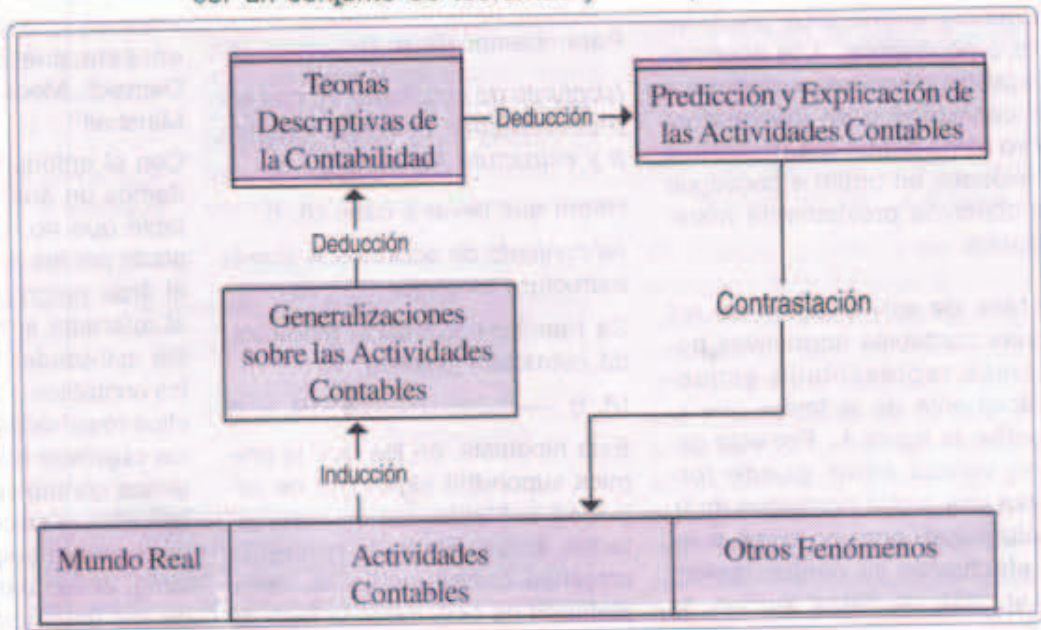 Teorías
Descriptivas de
la Contabilidad
Deducción
Predicción y Explicación de
las Actividades Contables
Deducción
Generalizaciones
sobre las Actividades
Contables
Contrastación
Inducción
Mundo Real
Actividades
Contables
Otros Fenómenos